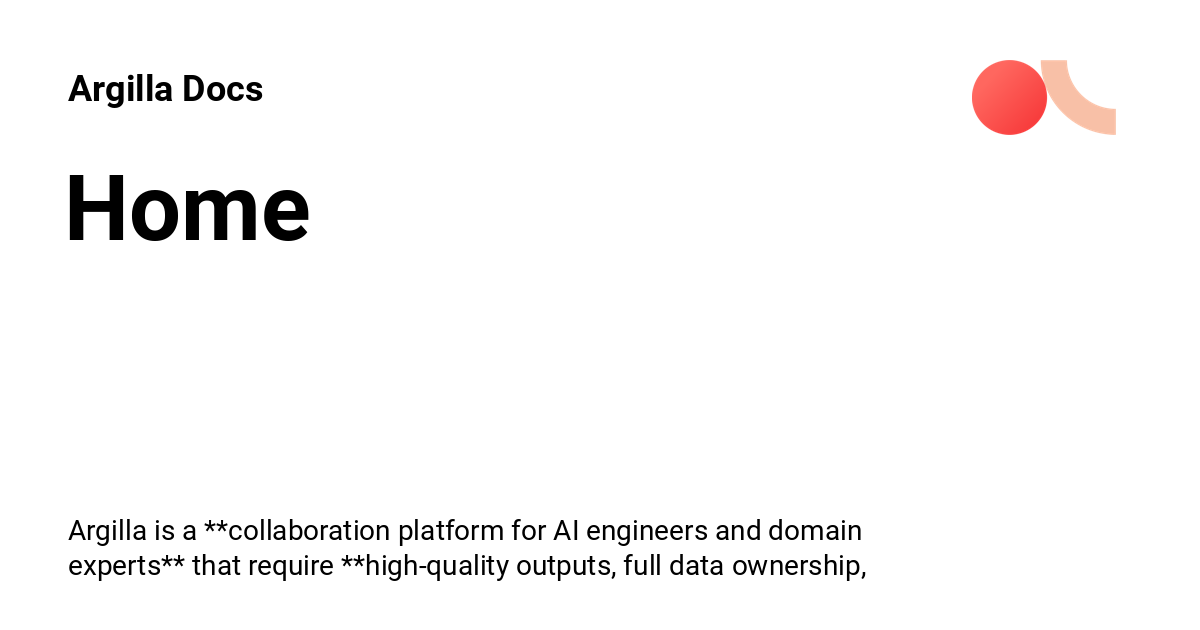 Argilla Docs
Home
Argilla is a **collaboration platform for AI engineers and domain
experts** that require **high-quality outputs, full data ownership,